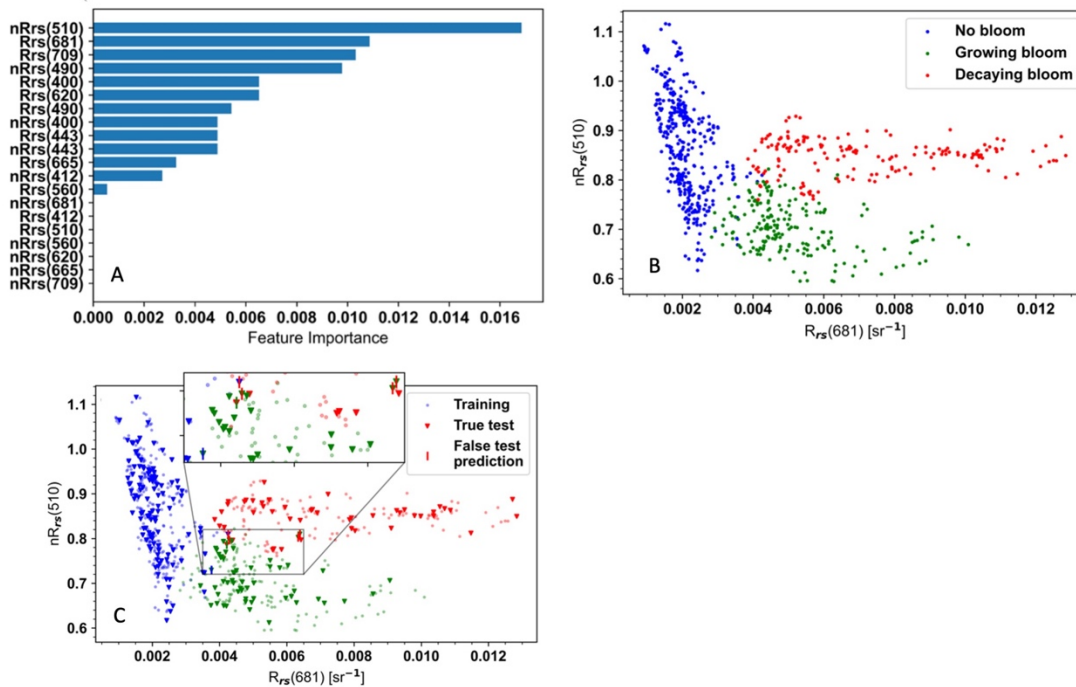 nRrs(510)
Rrs(681)
Rrs(709)
nRrs(490)
Rrs(400)
Rrs(620)
Rrs(490)
nRrs(400)
Rrs(443)
nRrs(443)
Rrs(665)
nRrs(412)
Rrs(560)
nRrs(681)
Rrs(412)
Rrs(510)
nRrs(560)
nRrs(620)
nRrs(665)
nRrs(709)
A
0.000 0.002 0.004 0.006 0.008 0.010 0.012 0.014 0.016
Feature Importance
No bloom
Growing bloom
Decaying bloom
1.1
1.0
0.9
0.8
0.7
0.6
nRrs(510)
B
0.002 0.004 0.006 0.008 0.010 0.012
Rrs(681) [sr⁻¹]
Training
True test
False test
prediction
1.1
1.0
0.9
0.8
0.7
0.6
nRrs(510)
C
0.002 0.004 0.006 0.008 0.010 0.012
Rrs(681) [sr⁻¹]